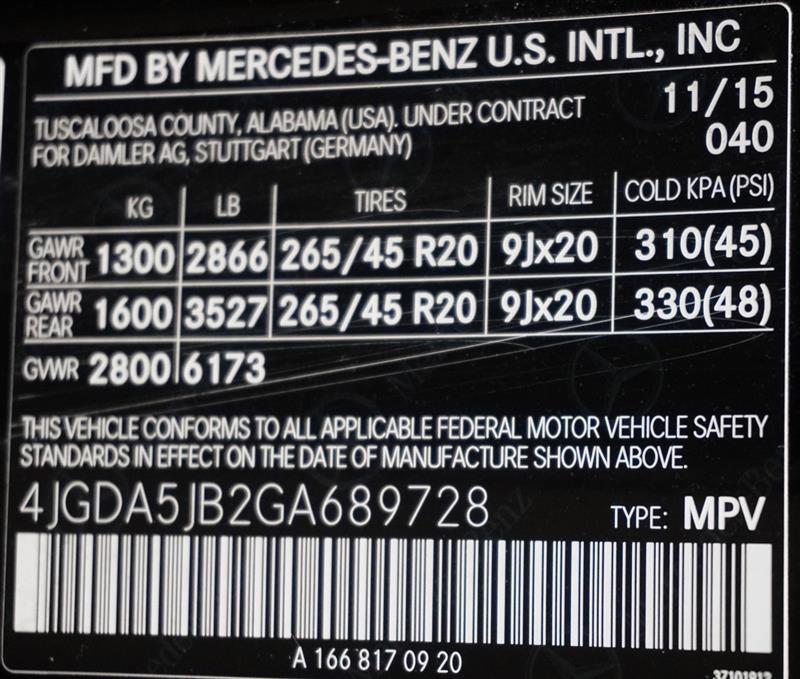 MFD BY MERCEDES-BENZ U.S. INTL., INC
TUSCALOOSA COUNTY, ALABAMA (USA). UNDER CONTRACT 11/15
FOR DAIMLER AG, STUTTGART (GERMANY) 040
KG LB TIRES RIM SIZE COLD KPA (PSI)
GAWR FRONT 1300 2866 265/45 R20 9Jx20 310(45)
GAWR REAR 1600 3527 265/45 R20 9Jx20 330(48)
GVWR 2800 6173
THIS VEHICLE CONFORMS TO ALL APPLICABLE FEDERAL MOTOR VEHICLE SAFETY
STANDARDS IN EFFECT ON THE DATE OF MANUFACTURE SHOWN ABOVE.
4JGDA5JB2GA689728 TYPE: MPV
A 166 817 09 20